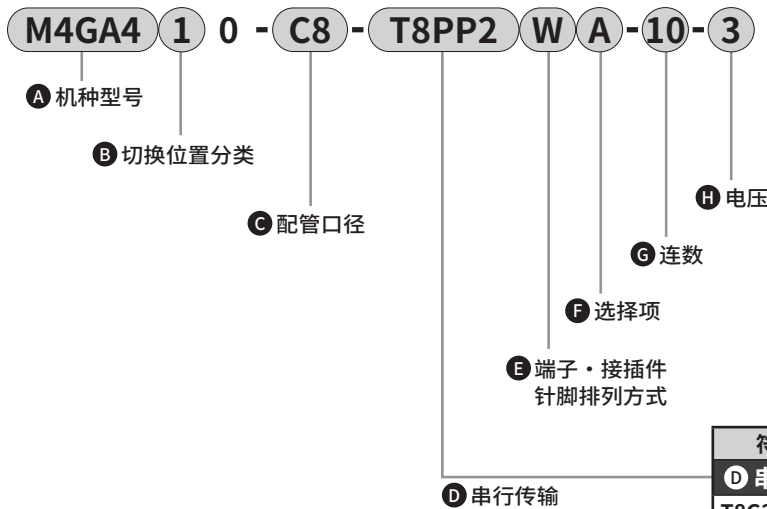 M4GA4 1 0 - C8 - T8PP2 W A - 10 - 3
A 机种型号
B 切换位置分类
C 配管口径
H 电压
G 连数
F 选择项
E 端子・接插件
针脚排列方式
D 串行传输
D